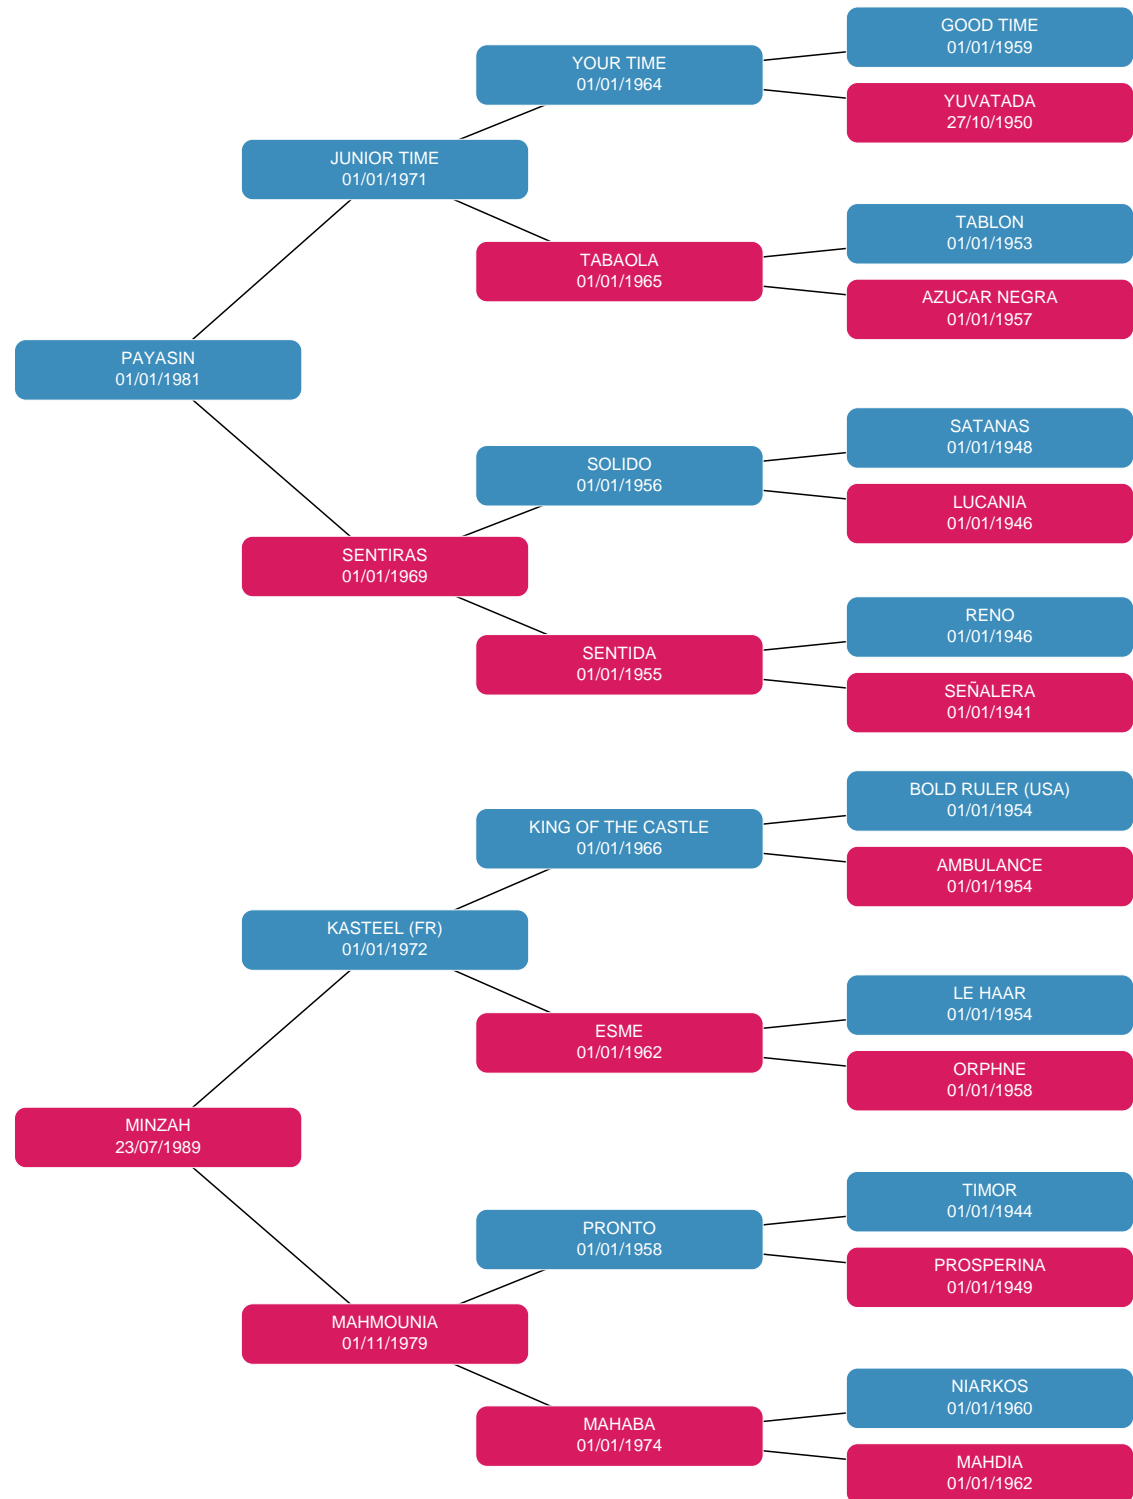 GOOD TIME
01/01/1959
YOUR TIME
01/01/1964
YUVATADA
27/10/1950
JUNIOR TIME
01/01/1971
TABLON
01/01/1953
TABAOLA
01/01/1965
AZUCAR NEGRA
01/01/1957
PAYASIN
01/01/1981
SATANAS
01/01/1948
SOLIDO
01/01/1956
LUCANIA
01/01/1946
SENTIRAS
01/01/1969
RENO
01/01/1946
SENTIDA
01/01/1955
SEÑALERA
01/01/1941
BOLD RULER (USA)
01/01/1954
KING OF THE CASTLE
01/01/1966
AMBULANCE
01/01/1954
KASTEEL (FR)
01/01/1972
LE HAAR
01/01/1954
ESME
01/01/1962
ORPHNE
01/01/1958
MINZAH
23/07/1989
TIMOR
01/01/1944
PRONTO
01/01/1958
PROSPERINA
01/01/1949
MAHMOUNIA
01/11/1979
NIARKOS
01/01/1960
MAHABA
01/01/1974
MAHDIA
01/01/1962